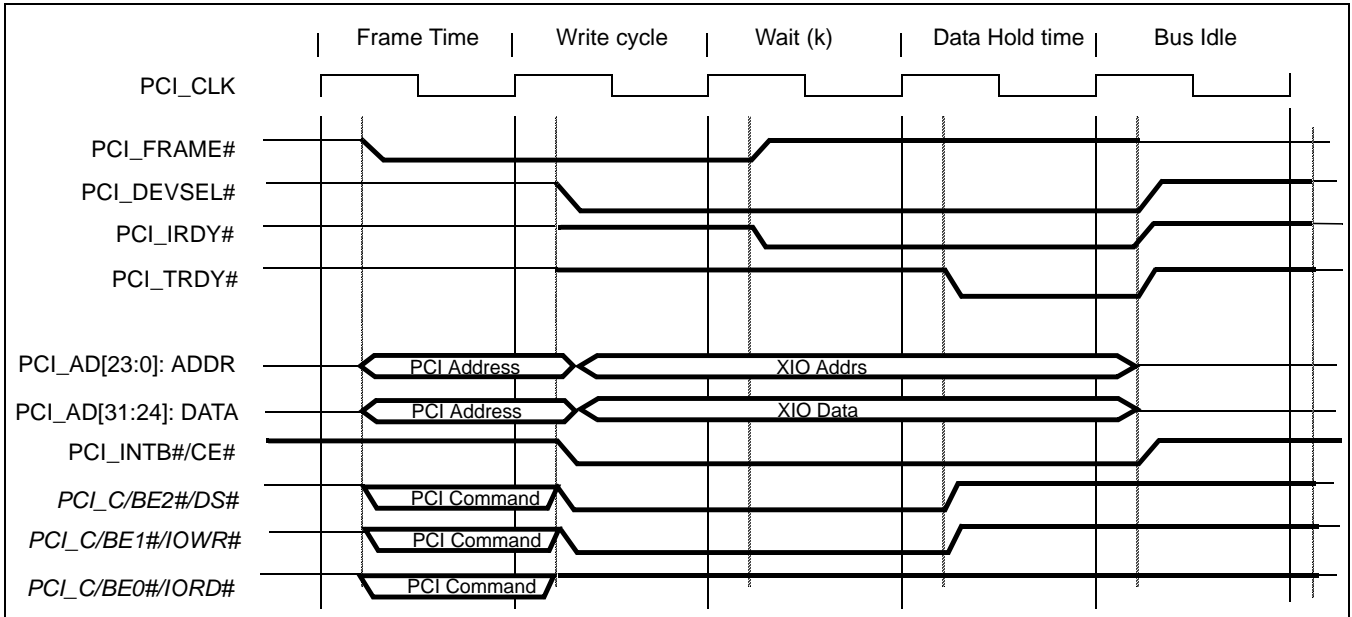 Frame Time Write cycle Wait (k) Data Hold time Bus Idle
PCI_CLK
PCI_FRAME#
PCI_DEVSEL#
PCI_IRDY#
PCI_TRDY#
PCI_AD[23:0]: ADDR PCI Address XIO Addrs
PCI_AD[31:24]: DATA PCI Address XIO Data
PCI_INTB#/CE#
PCI_C/BE2#/DS# PCI Command
PCI_C/BE1#/IOWR# PCI Command
PCI_C/BE0#/IORD# PCI Command